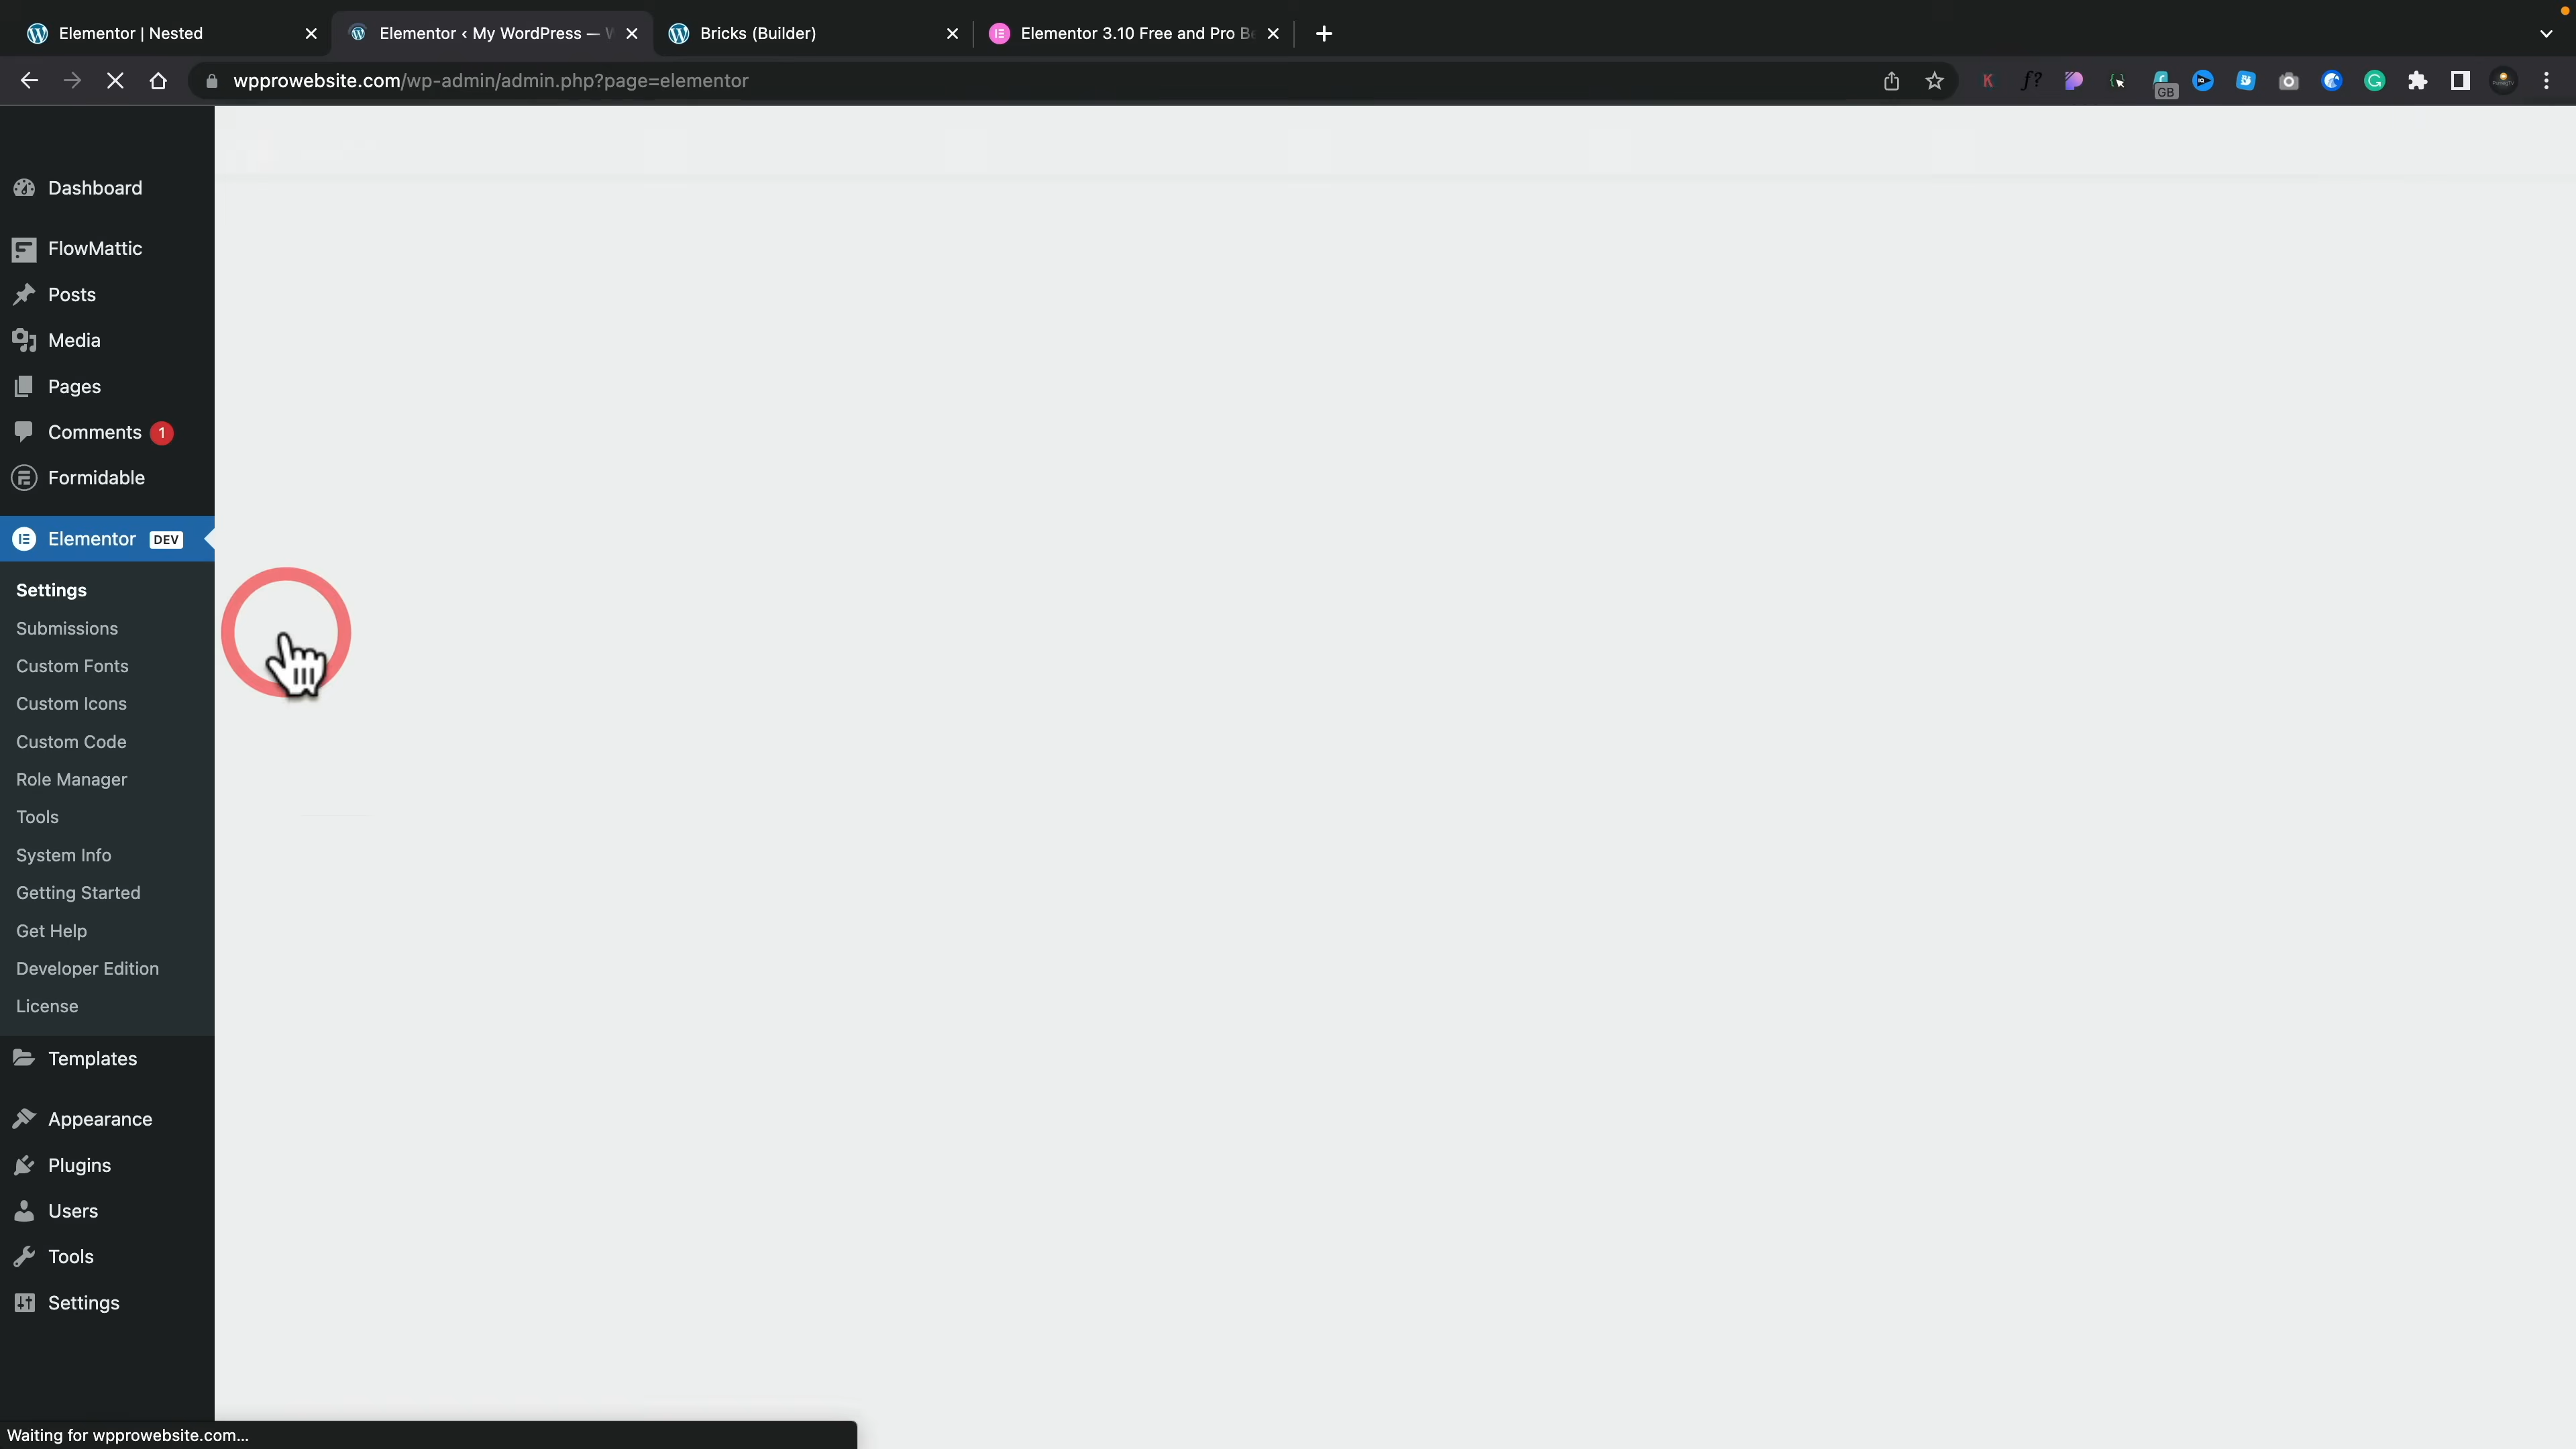 Elementor | Nested
Elementor ‹ My WordPress —
Bricks (Builder)
Elementor 3.10 Free and Pro Be
wpprowebsite.com/wp-admin/admin.php?page=elementor
GB
Dashboard
FlowMattic
Posts
Media
Pages
Comments 1
Formidable
Elementor DEV
Settings
Submissions
Custom Fonts
Custom Icons
Custom Code
Role Manager
Tools
System Info
Getting Started
Get Help
Developer Edition
License
Templates
Appearance
Plugins
Users
Tools
Settings
Waiting for wpprowebsite.com...